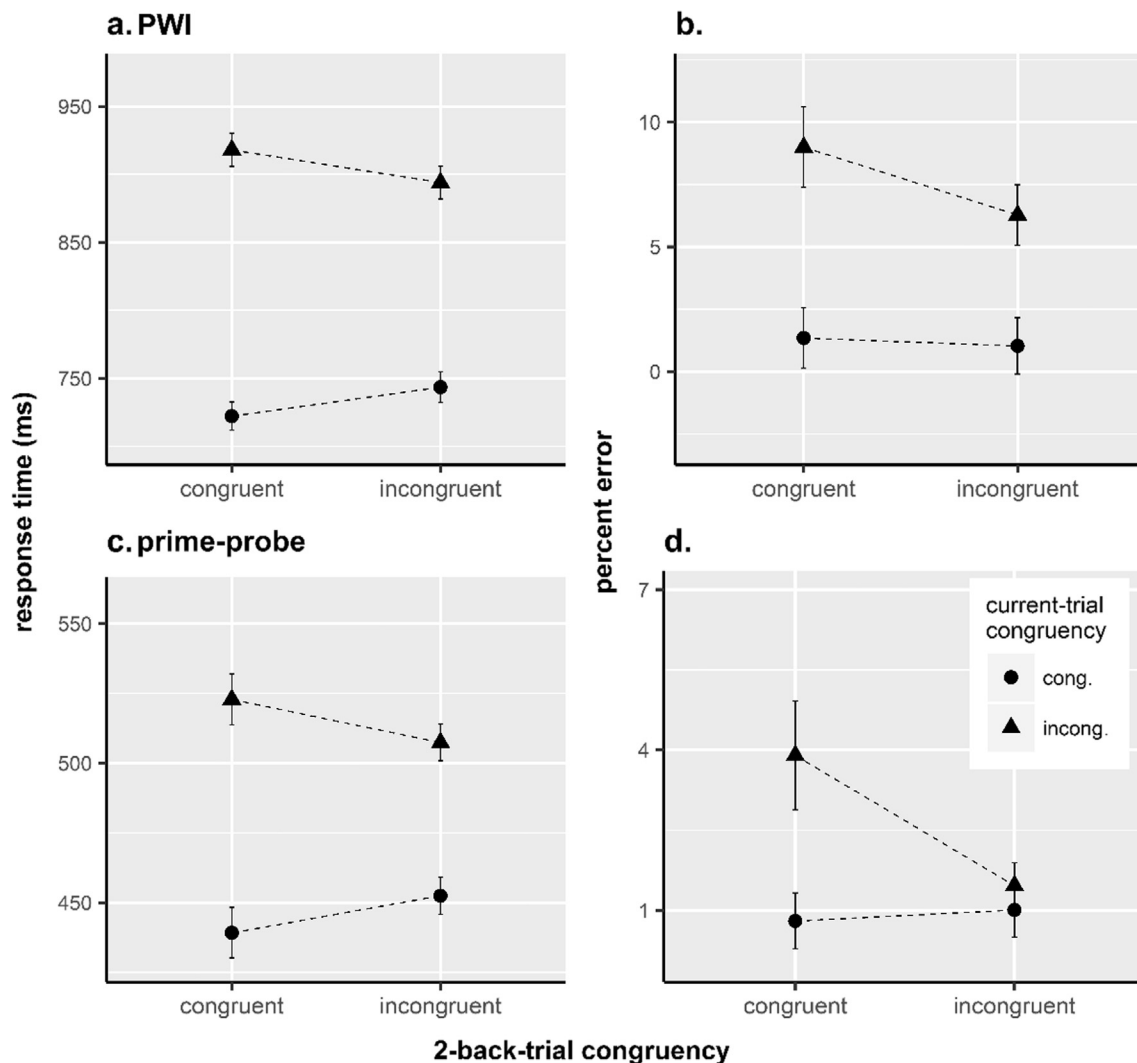 a. PWI
950
850
750
congruent
incongruent
b.
10
5
0
congruent
incongruent
response time (ms)
percent error
c. prime-probe
550
500
450
congruent
incongruent
d.
7
4
1
current-trial
congruency
cong.
incong.
congruent
incongruent
2-back-trial congruency